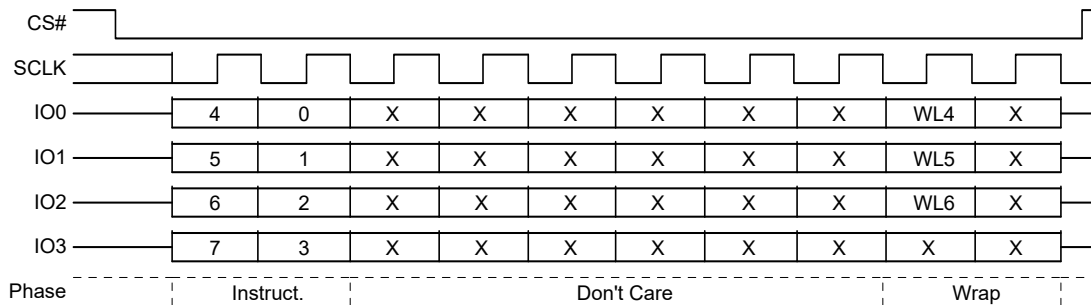 CS#
SCLK
IO0 4 0 X X X X X X WL4 X
IO1 5 1 X X X X X X WL5 X
IO2 6 2 X X X X X X WL6 X
IO3 7 3 X X X X X X X X
Phase Instruct. Don't Care Wrap